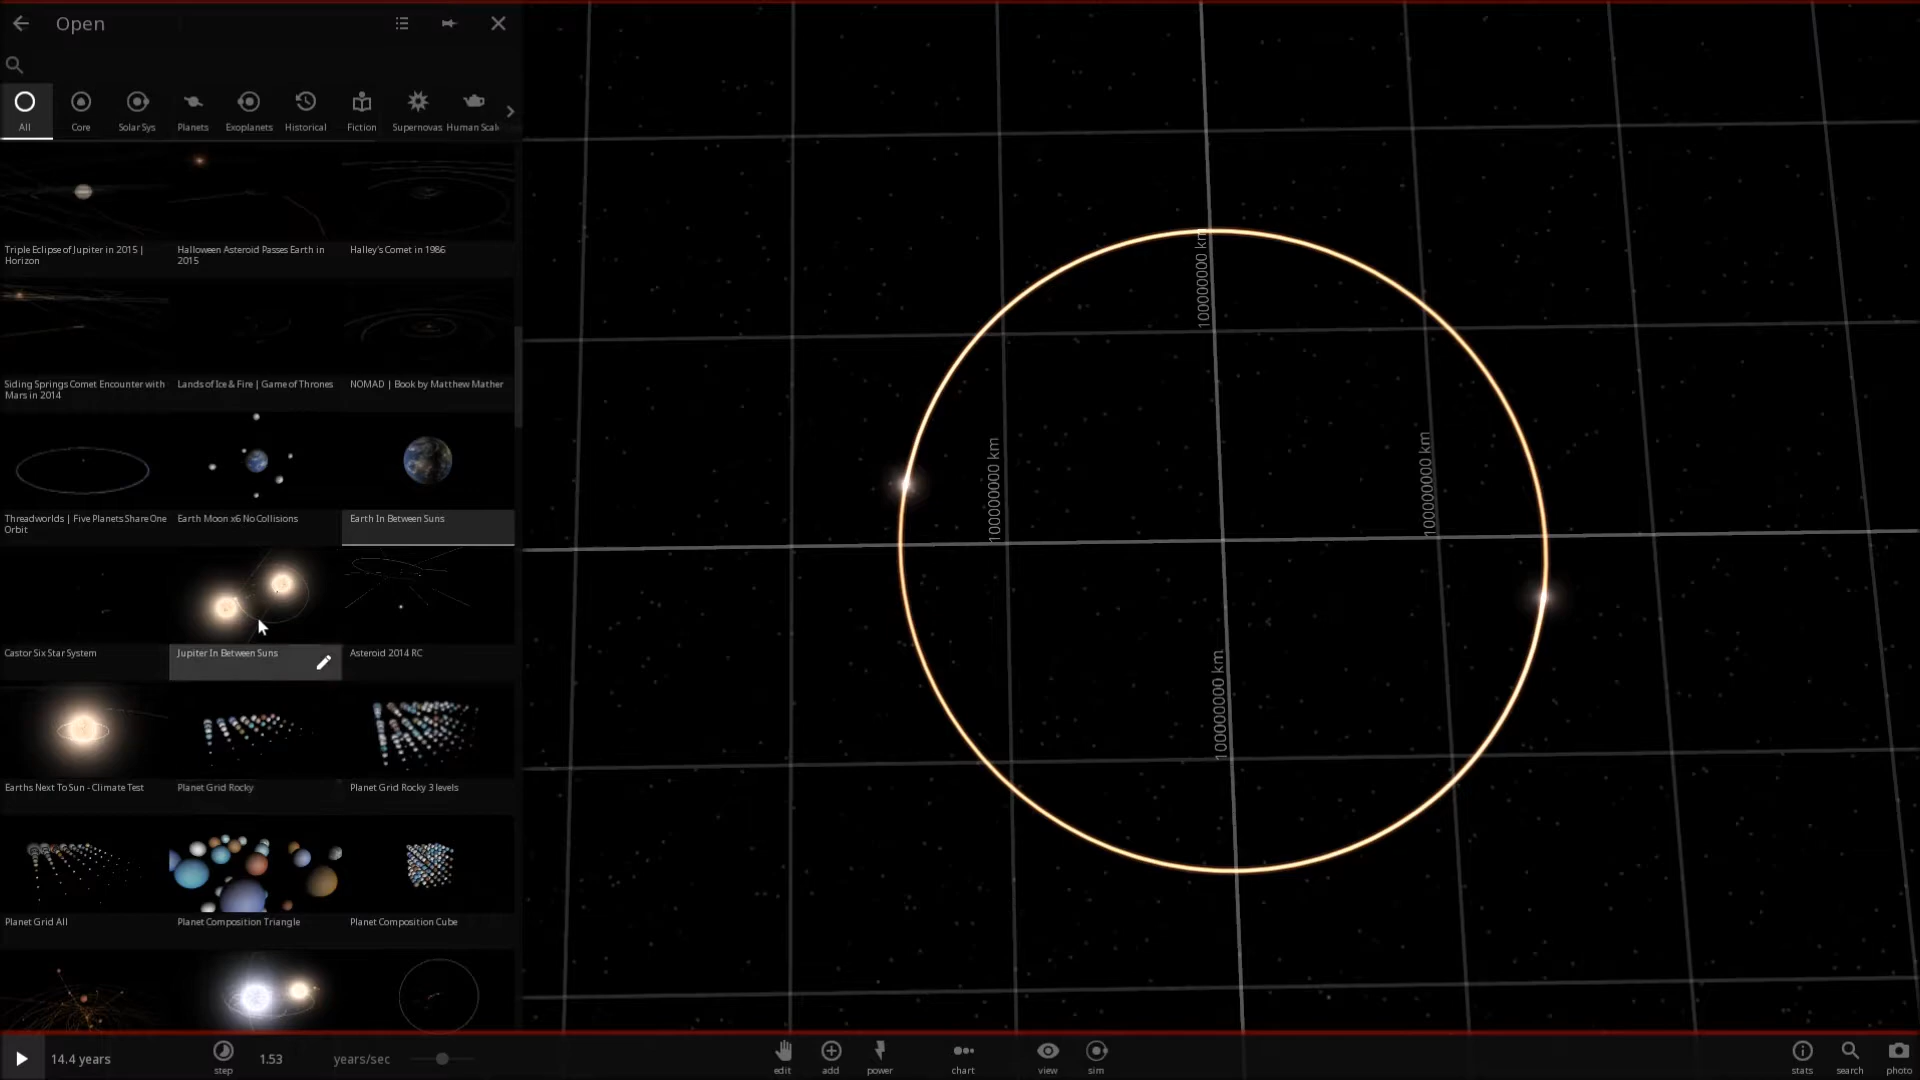 Open
All
Core
Solar Sys
Planets
Exoplanets
Historical
Fiction
Supernovas
Human Scale
Triple Eclipse of Jupiter in 2015 |
Horizon
Halloween Asteroid Passes Earth in
2015
Halley's Comet in 1986
Siding Springs Comet Encounter with
Mars in 2014
Lands of Ice & Fire | Game of Thrones
NOMAD | Book by Matthew Mather
Threadworlds | Five Planets Share One
Orbit
Earth Moon x6 No Collisions
Earth In Between Suns
Castor Six Star System
Jupiter In Between Suns
Asteroid 2014 RC
Earths Next To Sun - Climate Test
Planet Grid Rocky
Planet Grid Rocky 3 levels
Planet Grid All
Planet Composition Triangle
Planet Composition Cube
100000000 km
100000000 km
100000000 km
100000000 km
14.4 years
step
1.53
years/sec
edit
add
power
chart
view
sim
stats
search
photo